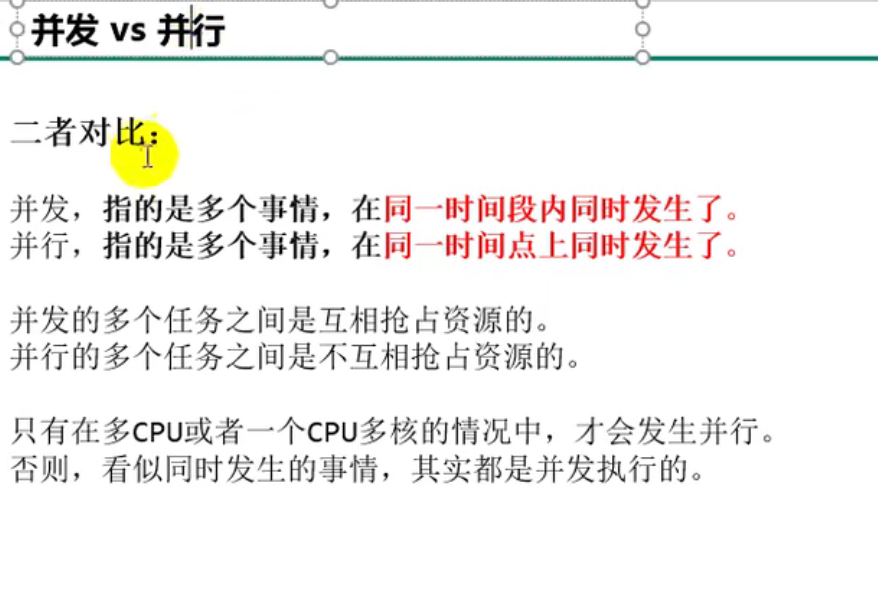 并发 vs 并行
二者对比：
并发，指的是多个事情，在同一时间段内同时发生了。
并行，指的是多个事情，在同一时间点上同时发生了。
并发的多个任务之间是互相抢占资源的。
并行的多个任务之间是不互相抢占资源的。
只有在多CPU或者一个CPU多核的情况中，才会发生并行。
否则，看似同时发生的事情，其实都是并发执行的。